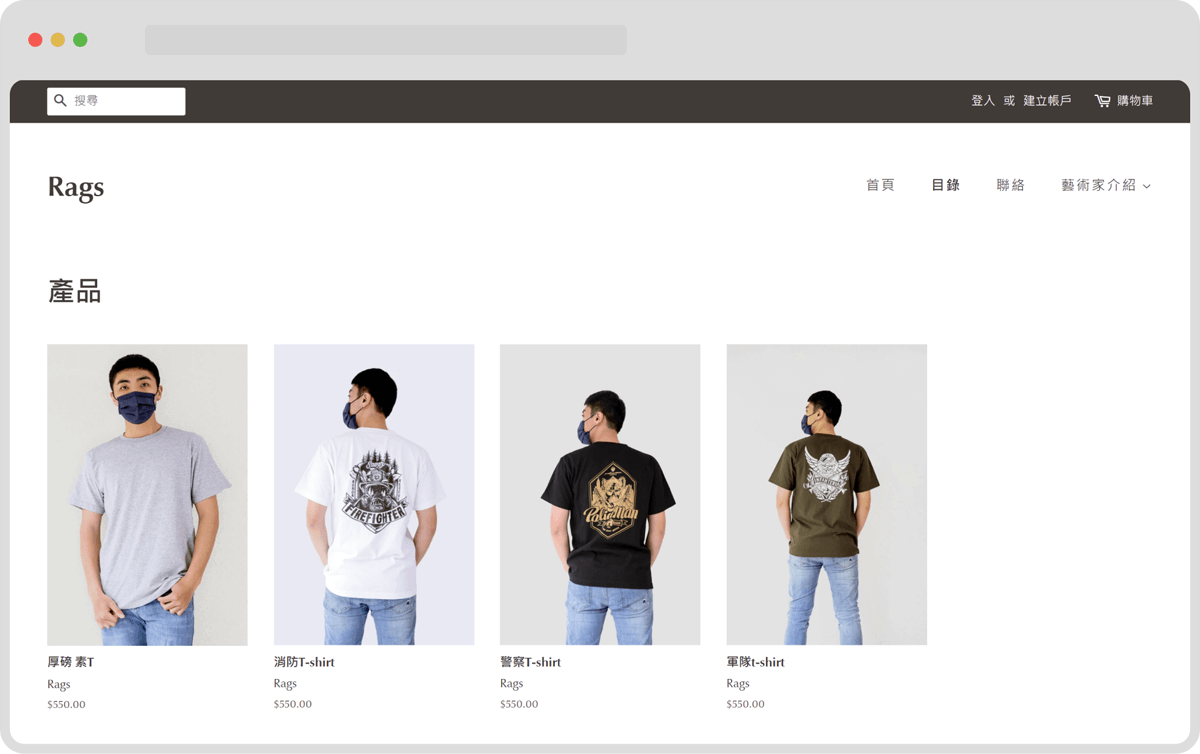 搜尋
登入 或 建立帳戶 購物車
Rags
首頁 目錄 聯絡 藝術家介紹
產品
FIREFIGHTER
PoliceMan
厚磅 素T
Rags
$550.00
消防T-shirt
Rags
$550.00
警察T-shirt
Rags
$550.00
軍隊t-shirt
Rags
$550.00